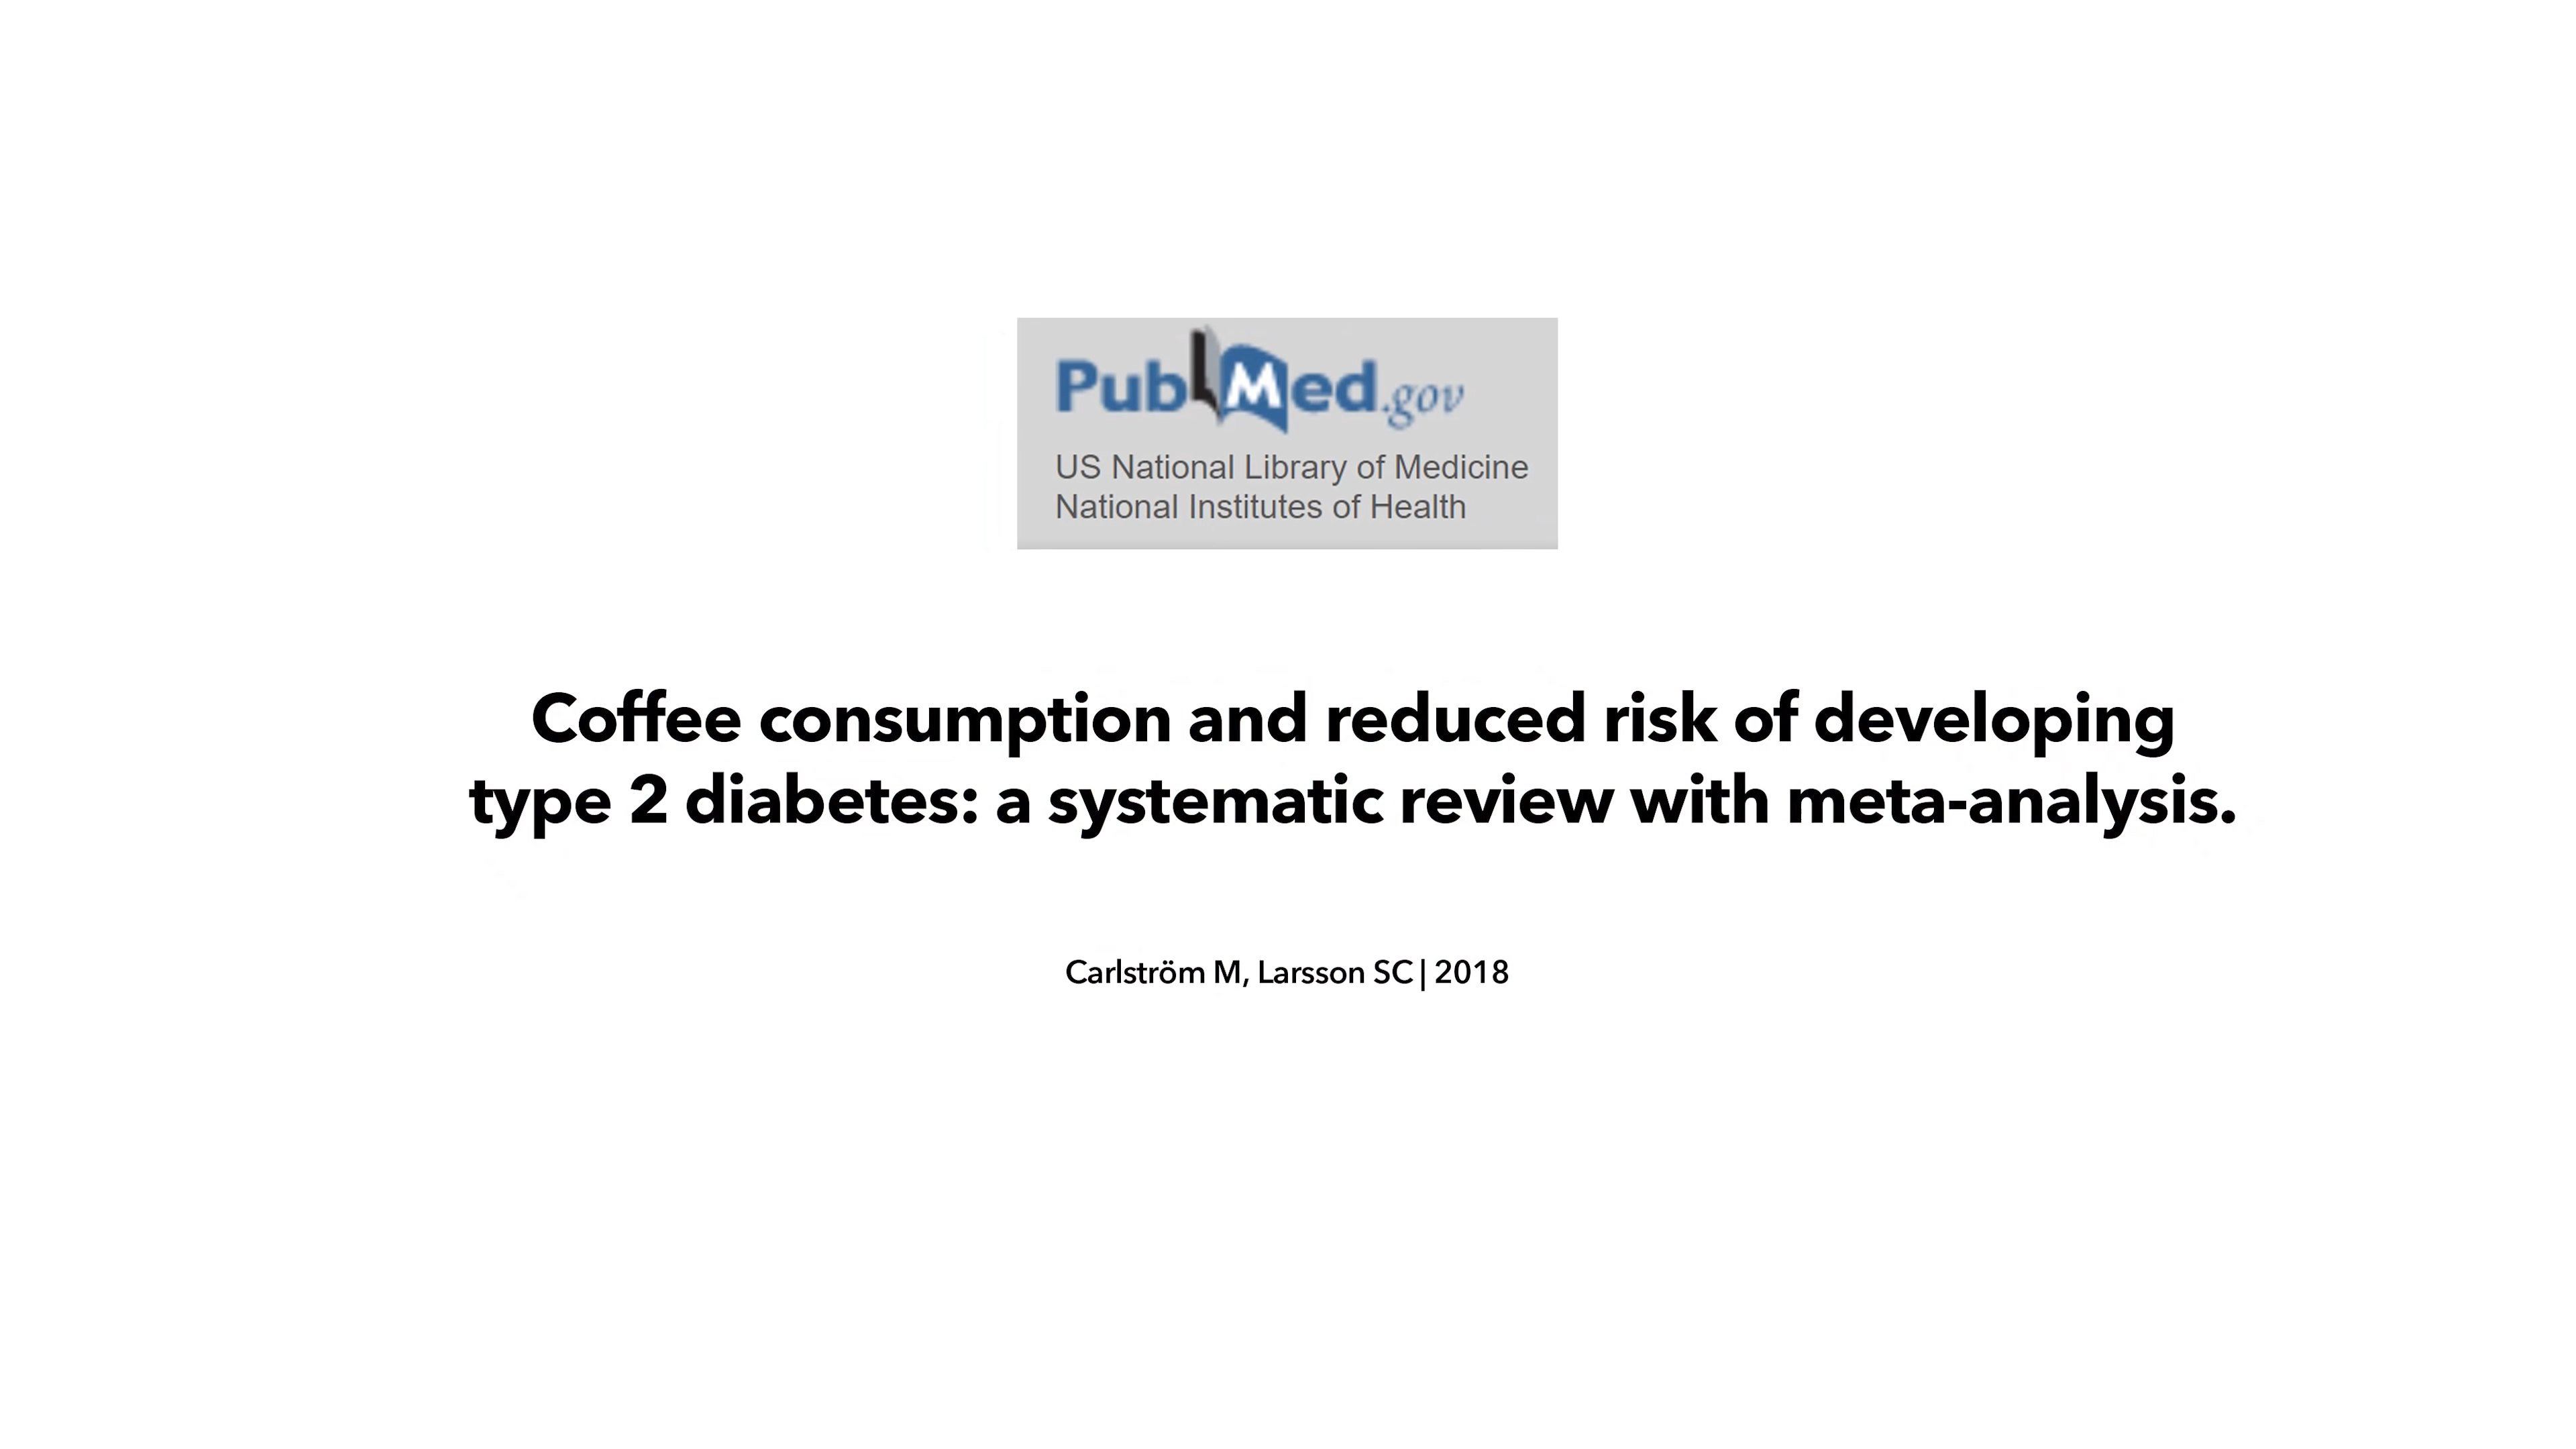 PubMed.gov
US National Library of Medicine
National Institutes of Health
Coffee consumption and reduced risk of developing
type 2 diabetes: a systematic review with meta-analysis.
Carlström M, Larsson SC | 2018